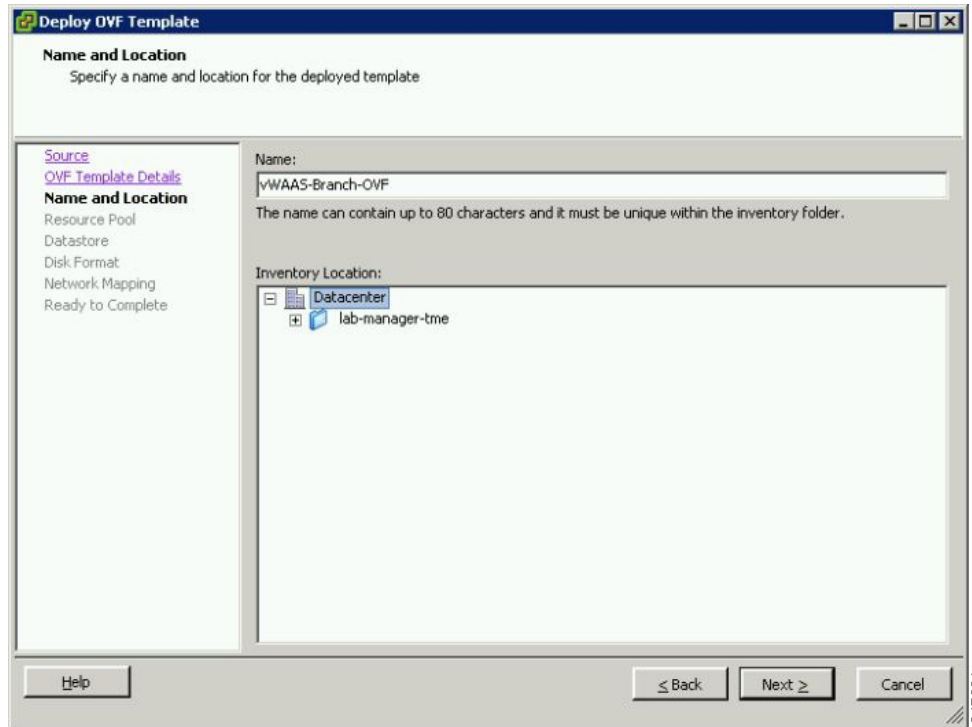 Deploy OVF Template
Name and Location
Specify a name and location for the deployed template
Source
OVF Template Details
Name and Location
Resource Pool
Datastore
Disk Format
Network Mapping
Ready to Complete
Name:
vWAAS-Branch-OVF
The name can contain up to 80 characters and it must be unique within the inventory folder.
Inventory Location:
Datacenter
lab-manager-tme
Help
< Back
Next >
Cancel